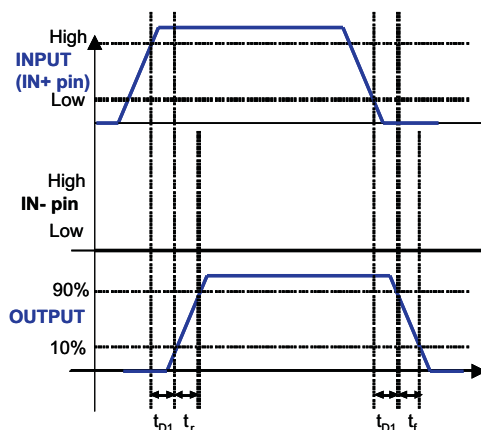 High
INPUT
(IN+ pin)
Low
High
IN- pin
Low
90%
OUTPUT
10%
tD1 tr tD1 tf